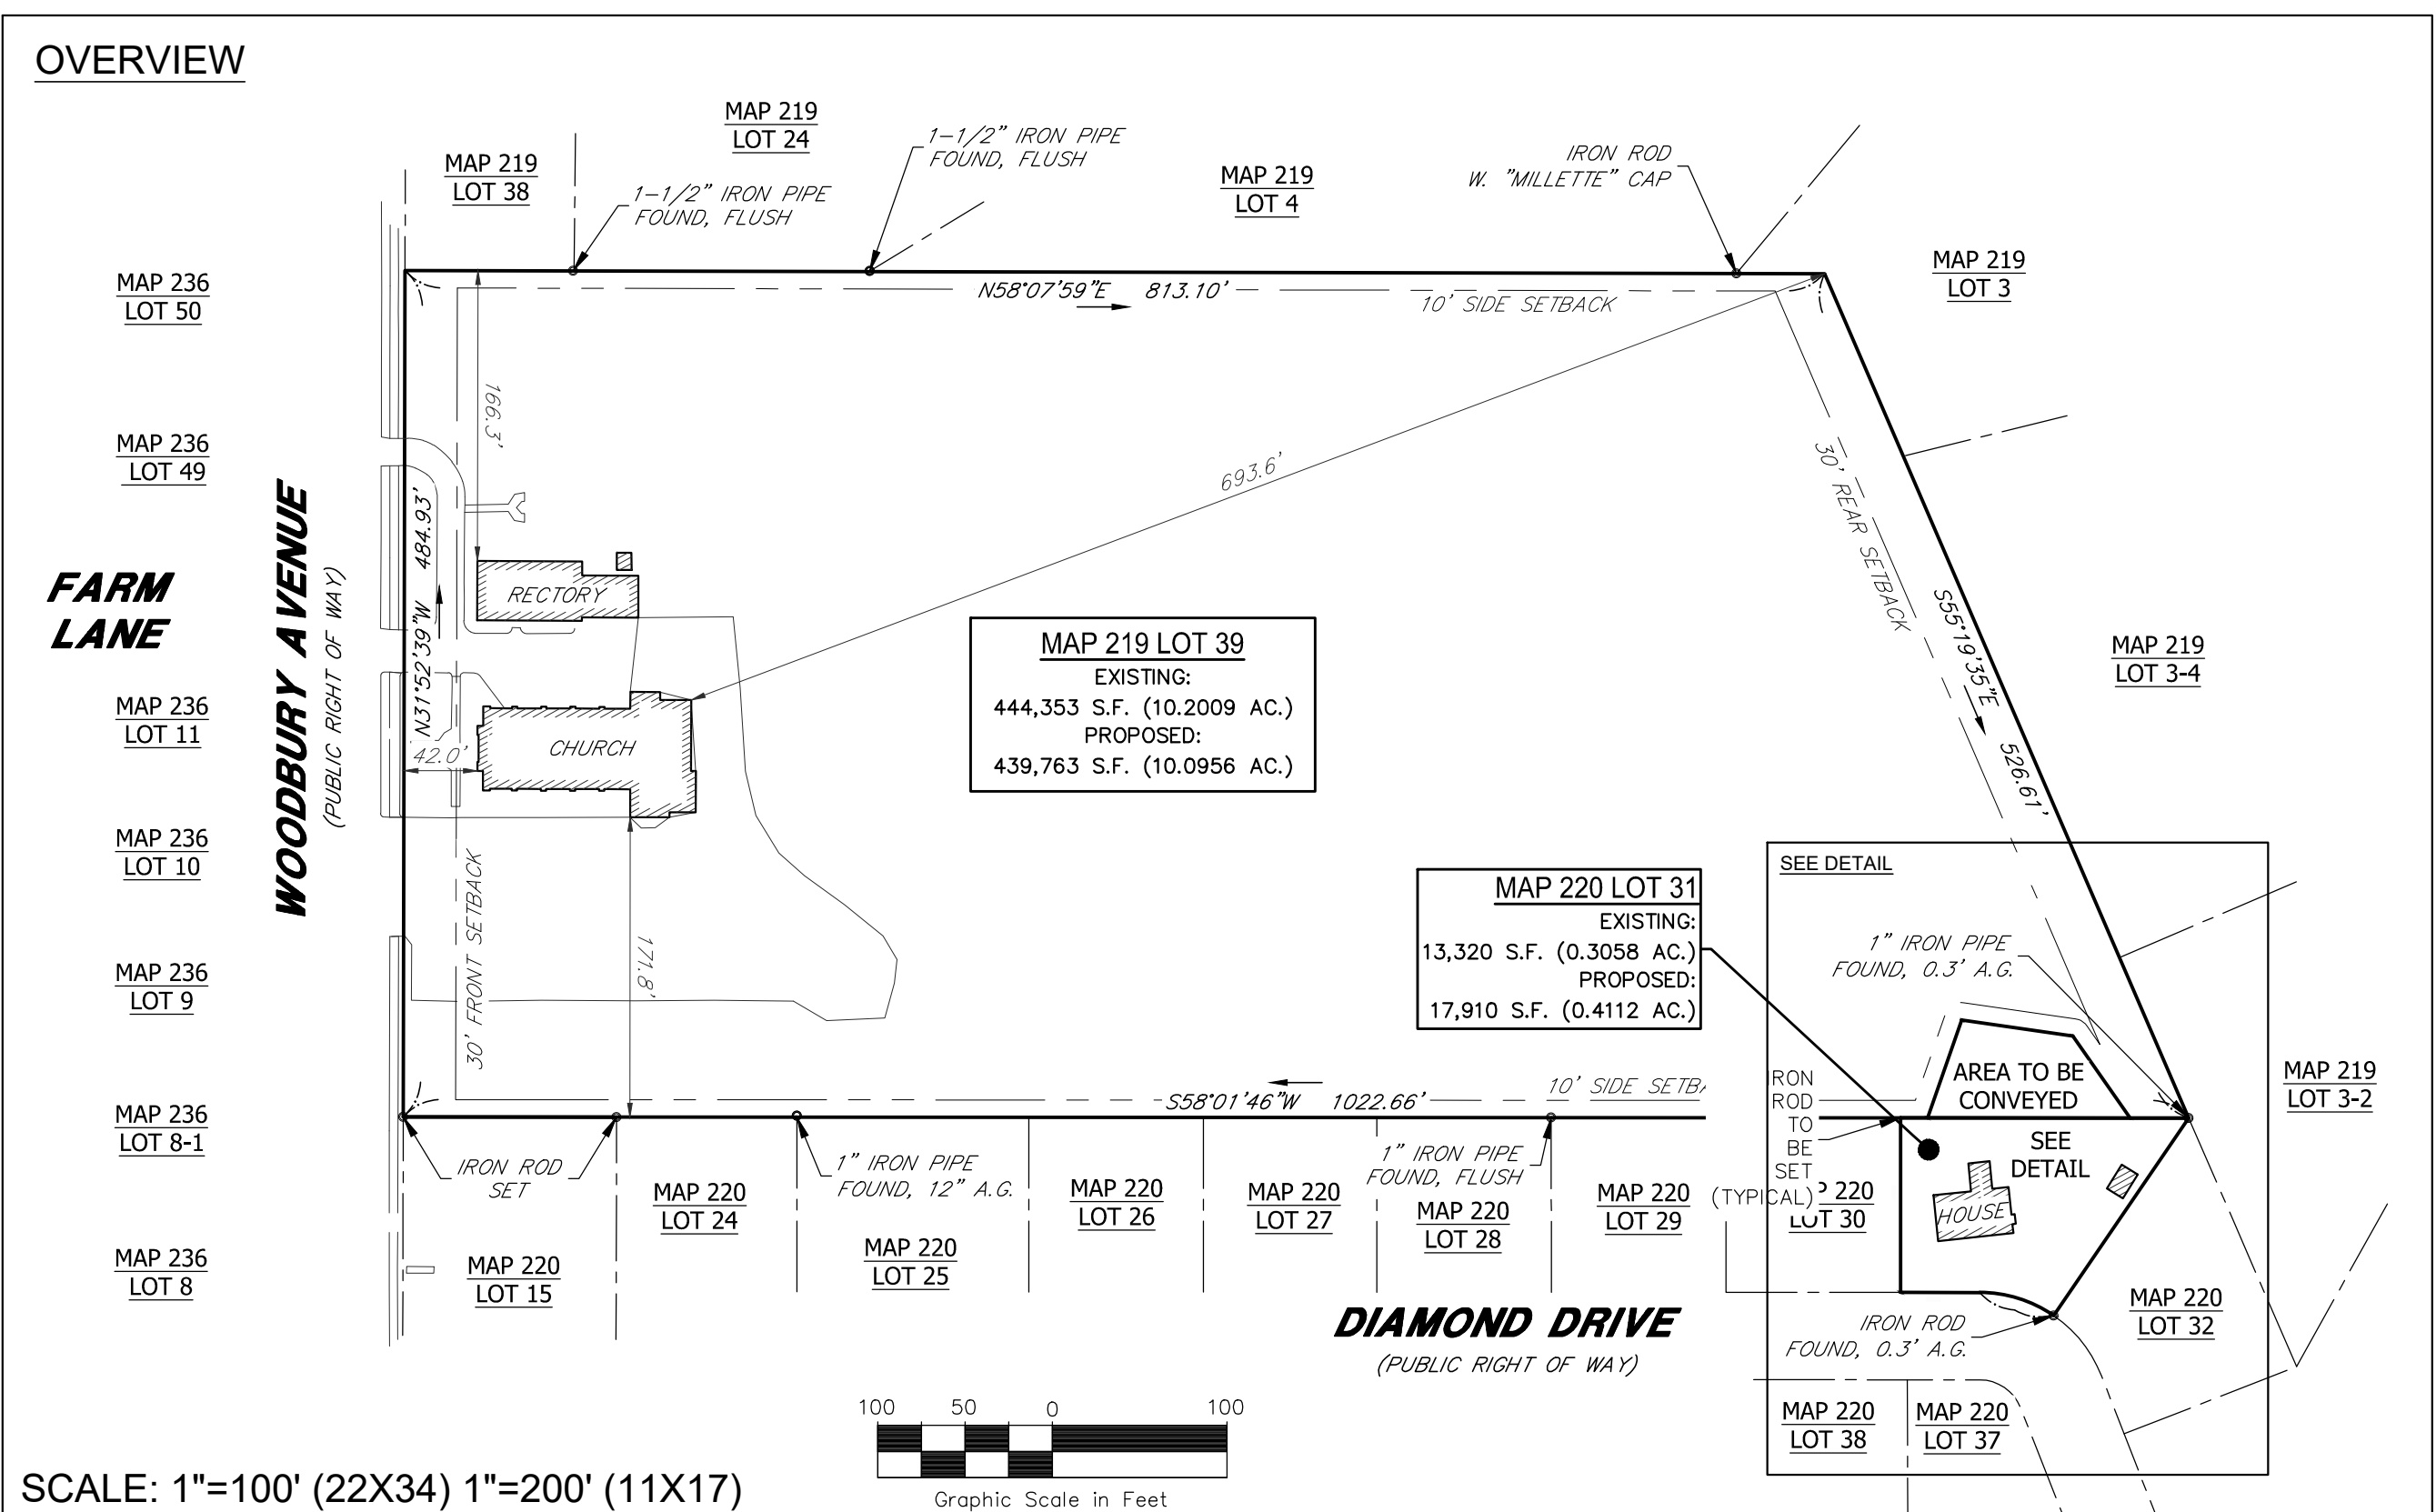 OVERVIEW
MAP 219
LOT 38
MAP 219
LOT 24
1-1/2" IRON PIPE
FOUND, FLUSH
1-1/2" IRON PIPE
FOUND, FLUSH
MAP 219
LOT 4
IRON ROD
W. "MILLETTE" CAP
MAP 219
LOT 3
MAP 236
LOT 50
N58°07'59"E 813.10'
10' SIDE SETBACK
166.3'
693.6'
30' REAR SETBACK
S55°19'35"E 526.61'
MAP 236
LOT 49
WOODBURY AVENUE
(PUBLIC RIGHT OF WAY)
N31°52'39"W 484.93'
FARM
LANE
RECTORY
MAP 219 LOT 39
EXISTING:
444,353 S.F. (10.2009 AC.)
PROPOSED:
439,763 S.F. (10.0956 AC.)
MAP 219
LOT 3-4
MAP 236
LOT 11
42.0'
CHURCH
MAP 236
LOT 10
30' FRONT SETBACK
171.8'
MAP 220 LOT 31
EXISTING:
13,320 S.F. (0.3058 AC.)
PROPOSED:
17,910 S.F. (0.4112 AC.)
SEE DETAIL
1" IRON PIPE
FOUND, 0.3' A.G.
MAP 236
LOT 9
AREA TO BE
CONVEYED
MAP 219
LOT 3-2
S58°01'46"W 1022.66'
10' SIDE SETBA
IRON
ROD
TO
BE
SET
(TYPICAL)
MAP 236
LOT 8-1
IRON ROD
SET
1" IRON PIPE
FOUND, 12" A.G.
1" IRON PIPE
FOUND, FLUSH
SEE
DETAIL
HOUSE
MAP 220
LOT 24
MAP 220
LOT 26
MAP 220
LOT 27
MAP 220
LOT 28
MAP 220
LOT 29
P 220
LOT 30
MAP 236
LOT 8
MAP 220
LOT 15
MAP 220
LOT 25
DIAMOND DRIVE
(PUBLIC RIGHT OF WAY)
IRON ROD
FOUND, 0.3' A.G.
MAP 220
LOT 32
MAP 220
LOT 38
MAP 220
LOT 37
100 50 0 100
Graphic Scale in Feet
SCALE: 1"=100' (22X34) 1"=200' (11X17)